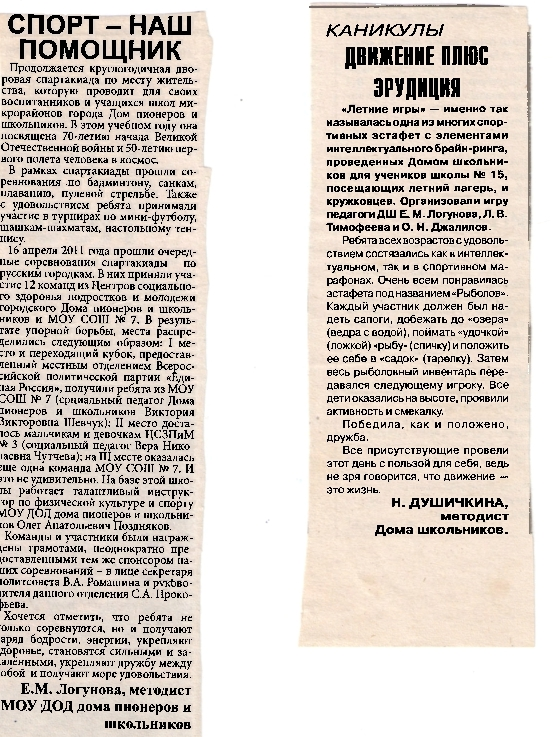 СПОРТ – НАШ
ПОМОЩНИК
Продолжается круглогодичная дво-
ровая спартакиада по месту житель-
ства, которую проводит для своих
воспитанников и учащихся школ ми-
крорайонов города Дом пионеров и
школьников. В этом учебном году она
посвящена 70-летию начала Великой
Отечественной войны и 50-летию пер-
вого полета человека в космос.
В рамках спартакиады прошли со-
ревнования по бадминтону, санкам,
плаванию, пулевой стрельбе. Также
с удовольствием ребята принимали
участие в турнирах по мини-футболу,
шашкам-шахматам, настольному тен-
нису.
16 апреля 2011 года прошли очеред-
ные соревнования спартакиады по
русским городкам. В них приняли уча-
стие 12 команд из Центров социально-
го здоровья подростков и молодежи
городского Дома пионеров и школь-
ников и МОУ СОШ № 7. В резуль-
тате упорной борьбы, места распре-
делились следующим образом: I ме-
сто и переходящий кубок, предостав-
ленный местным отделением Всерос-
сийской политической партии «Еди-
ная Россия», получили ребята из МОУ
СОШ № 7 (социальный педагог Дома
пионеров и школьников Виктория
Викторовна Шевчук); II место доста-
лось мальчикам и девочкам ЦСЗПиМ
№ 3 (социальный педагог Вера Нико-
лаевна Чутчева); на III месте оказалась
еще одна команда МОУ СОШ № 7. И
это не удивительно. На базе этой шко-
лы работает талантливый инструк-
тор по физической культуре и спорту
МОУ ДОД дома пионеров и школьни-
ков Олег Анатольевич Поздняков.
Команды и участники были награж-
дены грамотами, неоднократно пре-
доставленными тем же спонсором на-
ших соревнований – в лице секретаря
политсовета В.А. Ромашина и руково-
дителя данного отделения С.А. Проко-
фьева.
Хочется отметить, что ребята не
только соревнуются, но и получают
заряд бодрости, энергии, укрепляют
здоровье, становятся сильными и за-
каленными, укрепляют дружбу между
собой и получают море удовольствия.
Е.М. Логунова, методист
МОУ ДОД дома пионеров и
школьников
КАНИКУЛЫ
ДВИЖЕНИЕ ПЛЮС
ЭРУДИЦИЯ
«Летние игры» — именно так
называлась одна из многих спор-
тивных эстафет с элементами
интеллектуального брайн-ринга,
проведенных Домом школьни-
ков для учеников школы № 15,
посещающих летний лагерь, и
кружковцев. Организовали игру
педагоги ДШ Е. М. Логунова, Л. В.
Тимофеева и О. Н. Джалилов.
Ребята всех возрастов с удоволь-
ствием состязались как в интеллек-
туальном, так и в спортивном ма-
рафонах. Очень всем понравилась
эстафета под названием «Рыболов».
Каждый участник должен был на-
деть сапоги, добежать до «озера»
(ведра с водой), поймать «удочкой»
(ложкой) «рыбу» (спичку) и положить
ее себе в «садок» (тарелку). Затем
весь рыболовный инвентарь пере-
давался следующему игроку. Все
дети оказались на высоте, проявили
активность и смекалку.
Победила, как и положено,
дружба.
Все присутствующие провели
этот день с пользой для себя, ведь
не зря говорится, что движение —
это жизнь.
Н. ДУШИЧКИНА,
методист
Дома школьников.